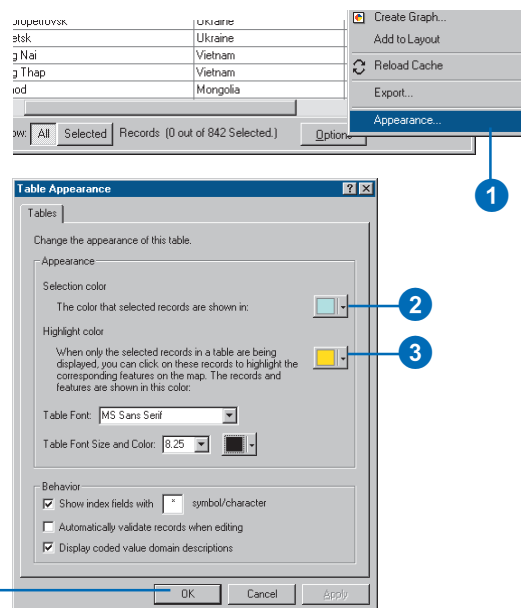 Ukraine
Create Graph...
etsk Ukraine
Add to Layout
g Nai Vietnam
g Thap Vietnam
Reload Cache
od Mongolia
Export...
ow: All Selected Records (0 out of 842 Selected.) Options
Appearance...
1
Table Appearance
Tables
Change the appearance of this table.
Appearance
Selection color
The color that selected records are shown in:
2
Highlight color
When only the selected records in a table are being
displayed, you can click on these records to highlight the
corresponding features on the map. The records and
features are shown in this color:
3
Table Font: MS Sans Serif
Table Font Size and Color: 8.25
Behavior
Show index fields with * symbol/character
Automatically validate records when editing
Display coded value domain descriptions
OK Cancel Apply